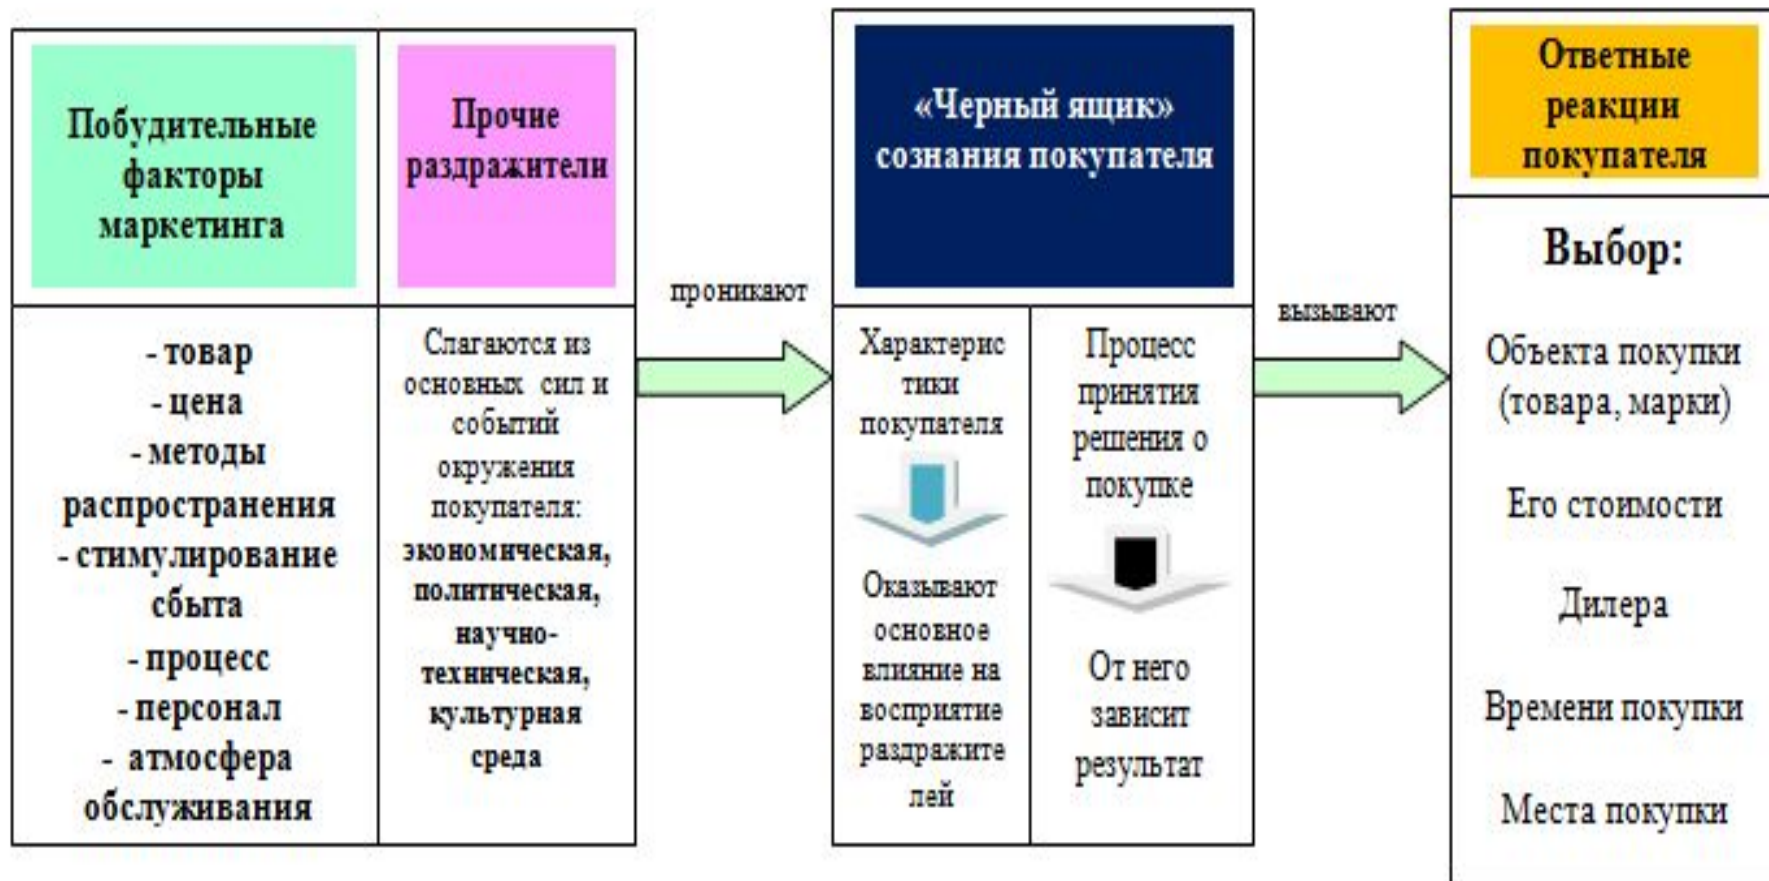 Побудительные
факторы
маркетинга
- товар
- цена
- методы
распространения
- стимулирование
сбыта
- процесс
- персонал
- атмосфера
обслуживания
Прочие
раздражители
Слагаются из
основных сил и
событий
окружения
покупателя:
экономическая,
политическая,
научно-
техническая,
культурная
среда
проникают
«Черный ящик»
сознания покупателя
Характерис
тики
покупателя
Оказывают
основное
влияние на
восприятие
раздражите
лей
Процесс
принятия
решения о
покупке
От него
зависит
результат
вызывают
Ответные
реакции
покупателя
Выбор:
Объекта покупки
(товара, марки)
Его стоимости
Дилера
Времени покупки
Места покупки